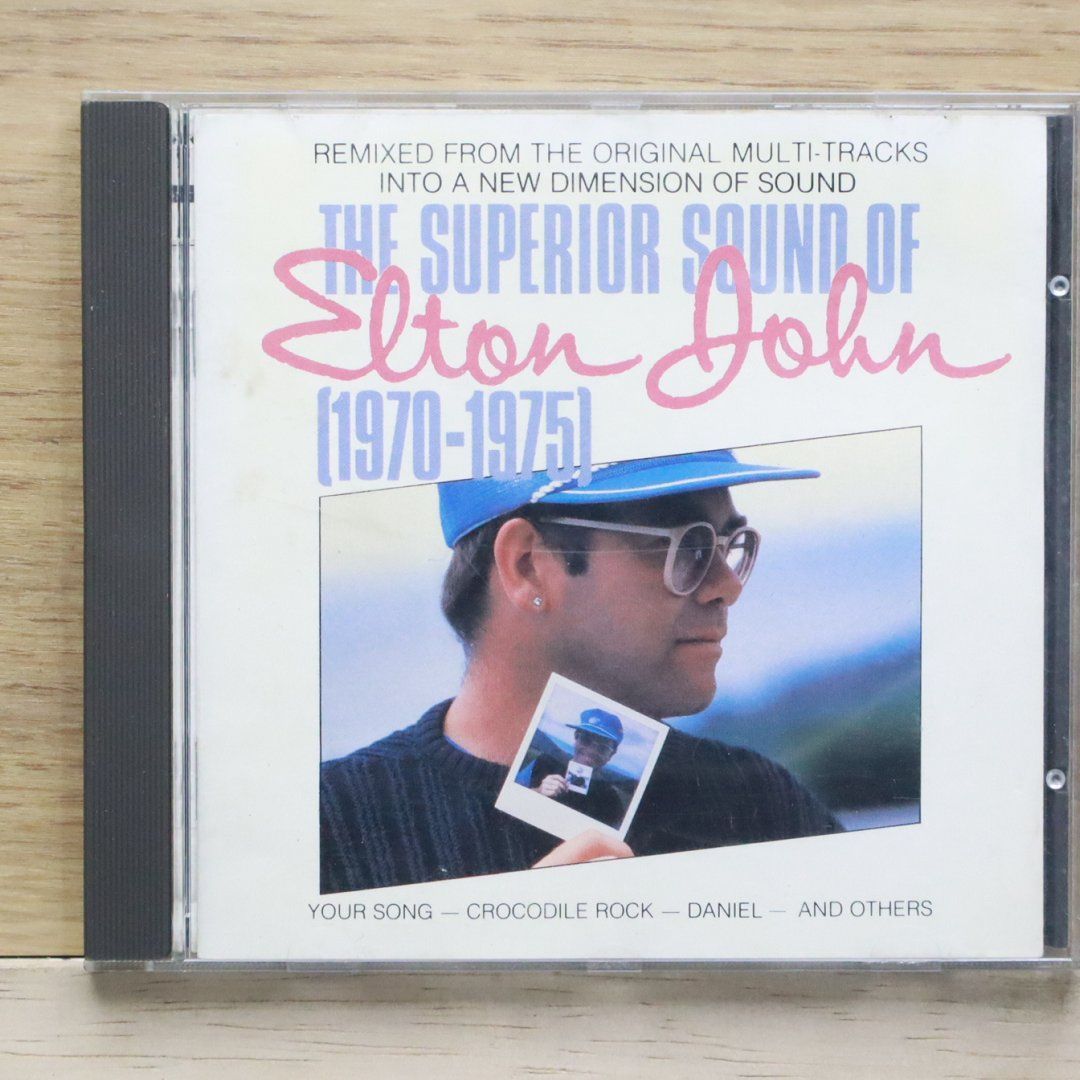 REMIXED FROM THE ORIGINAL MULTI-TRACKS
INTO A NEW DIMENSION OF SOUND
THE SUPERIOR SOUND OF
Elton John
(1970-1975)
YOUR SONG — CROCODILE ROCK — DANIEL — AND OTHERS